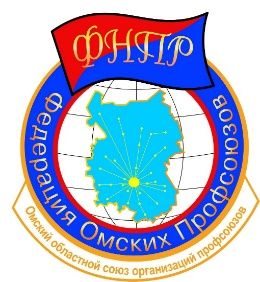 ФНПР
Федерация Омских Профсоюзов
Омский областной союз организаций профсоюзов